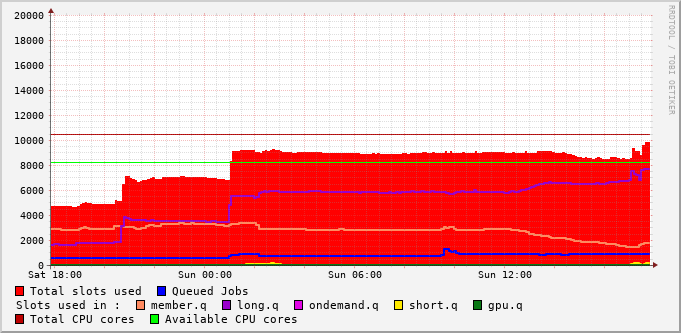 RRDTOOL / TOBI OETIKER
20000
18000
16000
14000
12000
10000
8000
6000
4000
2000
0
Sat 18:00 Sun 00:00 Sun 06:00 Sun 12:00
Total slots used Queued Jobs
Slots used in : member.q long.q ondemand.q short.q gpu.q
Total CPU cores Available CPU cores